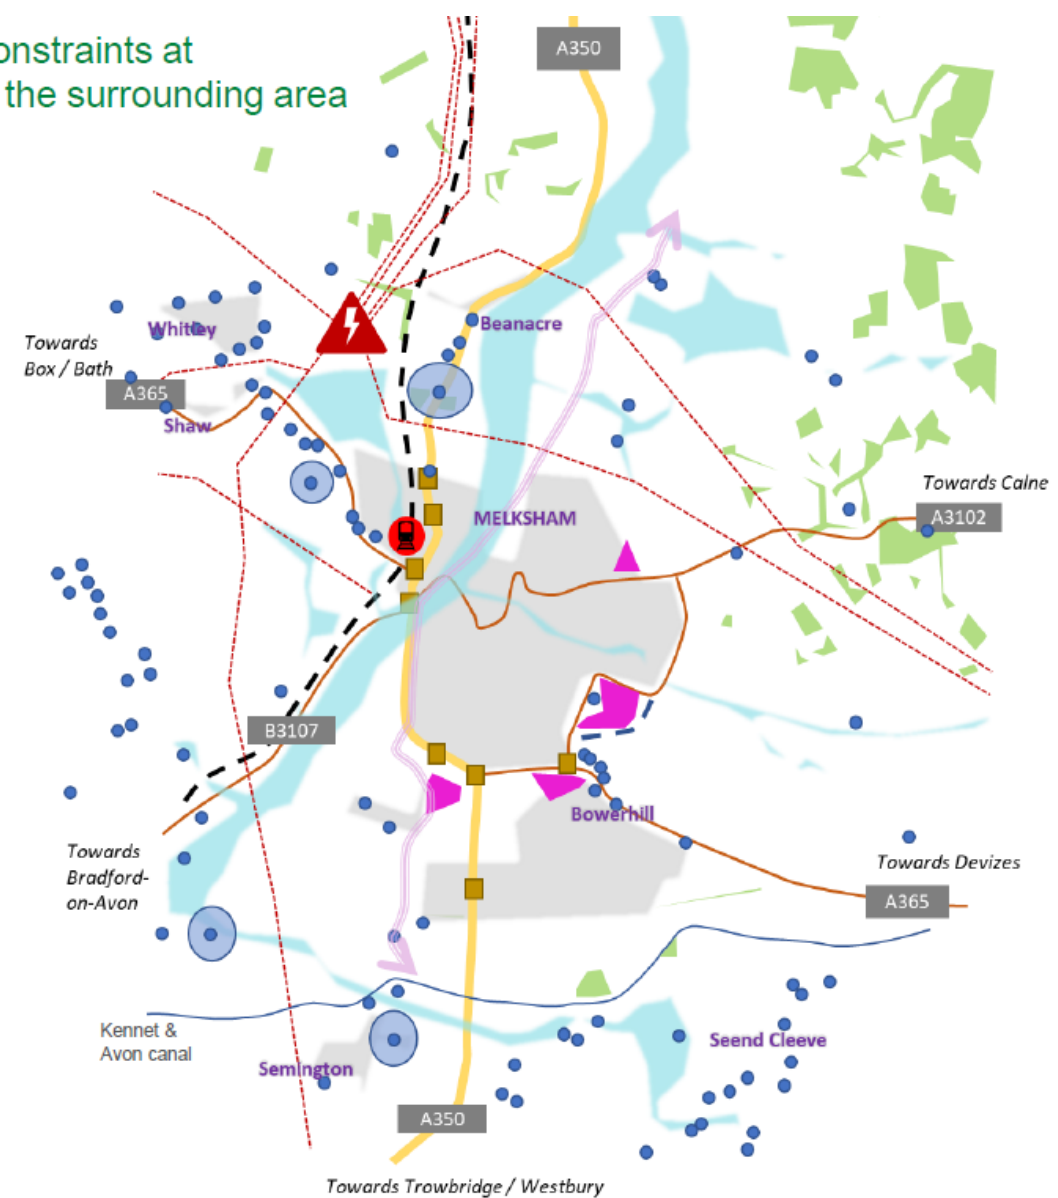 onstraints at
the surrounding area
A350
Beanacre
Whitley
Towards
Box / Bath
A365
Shaw
Towards Calne
A3102
MELKSHAM
B3107
Bowerhill
Towards
Bradford-
on-Avon
Towards Devizes
A365
Kennet &
Avon canal
Seend Cleeve
Semington
A350
Towards Trowbridge / Westbury